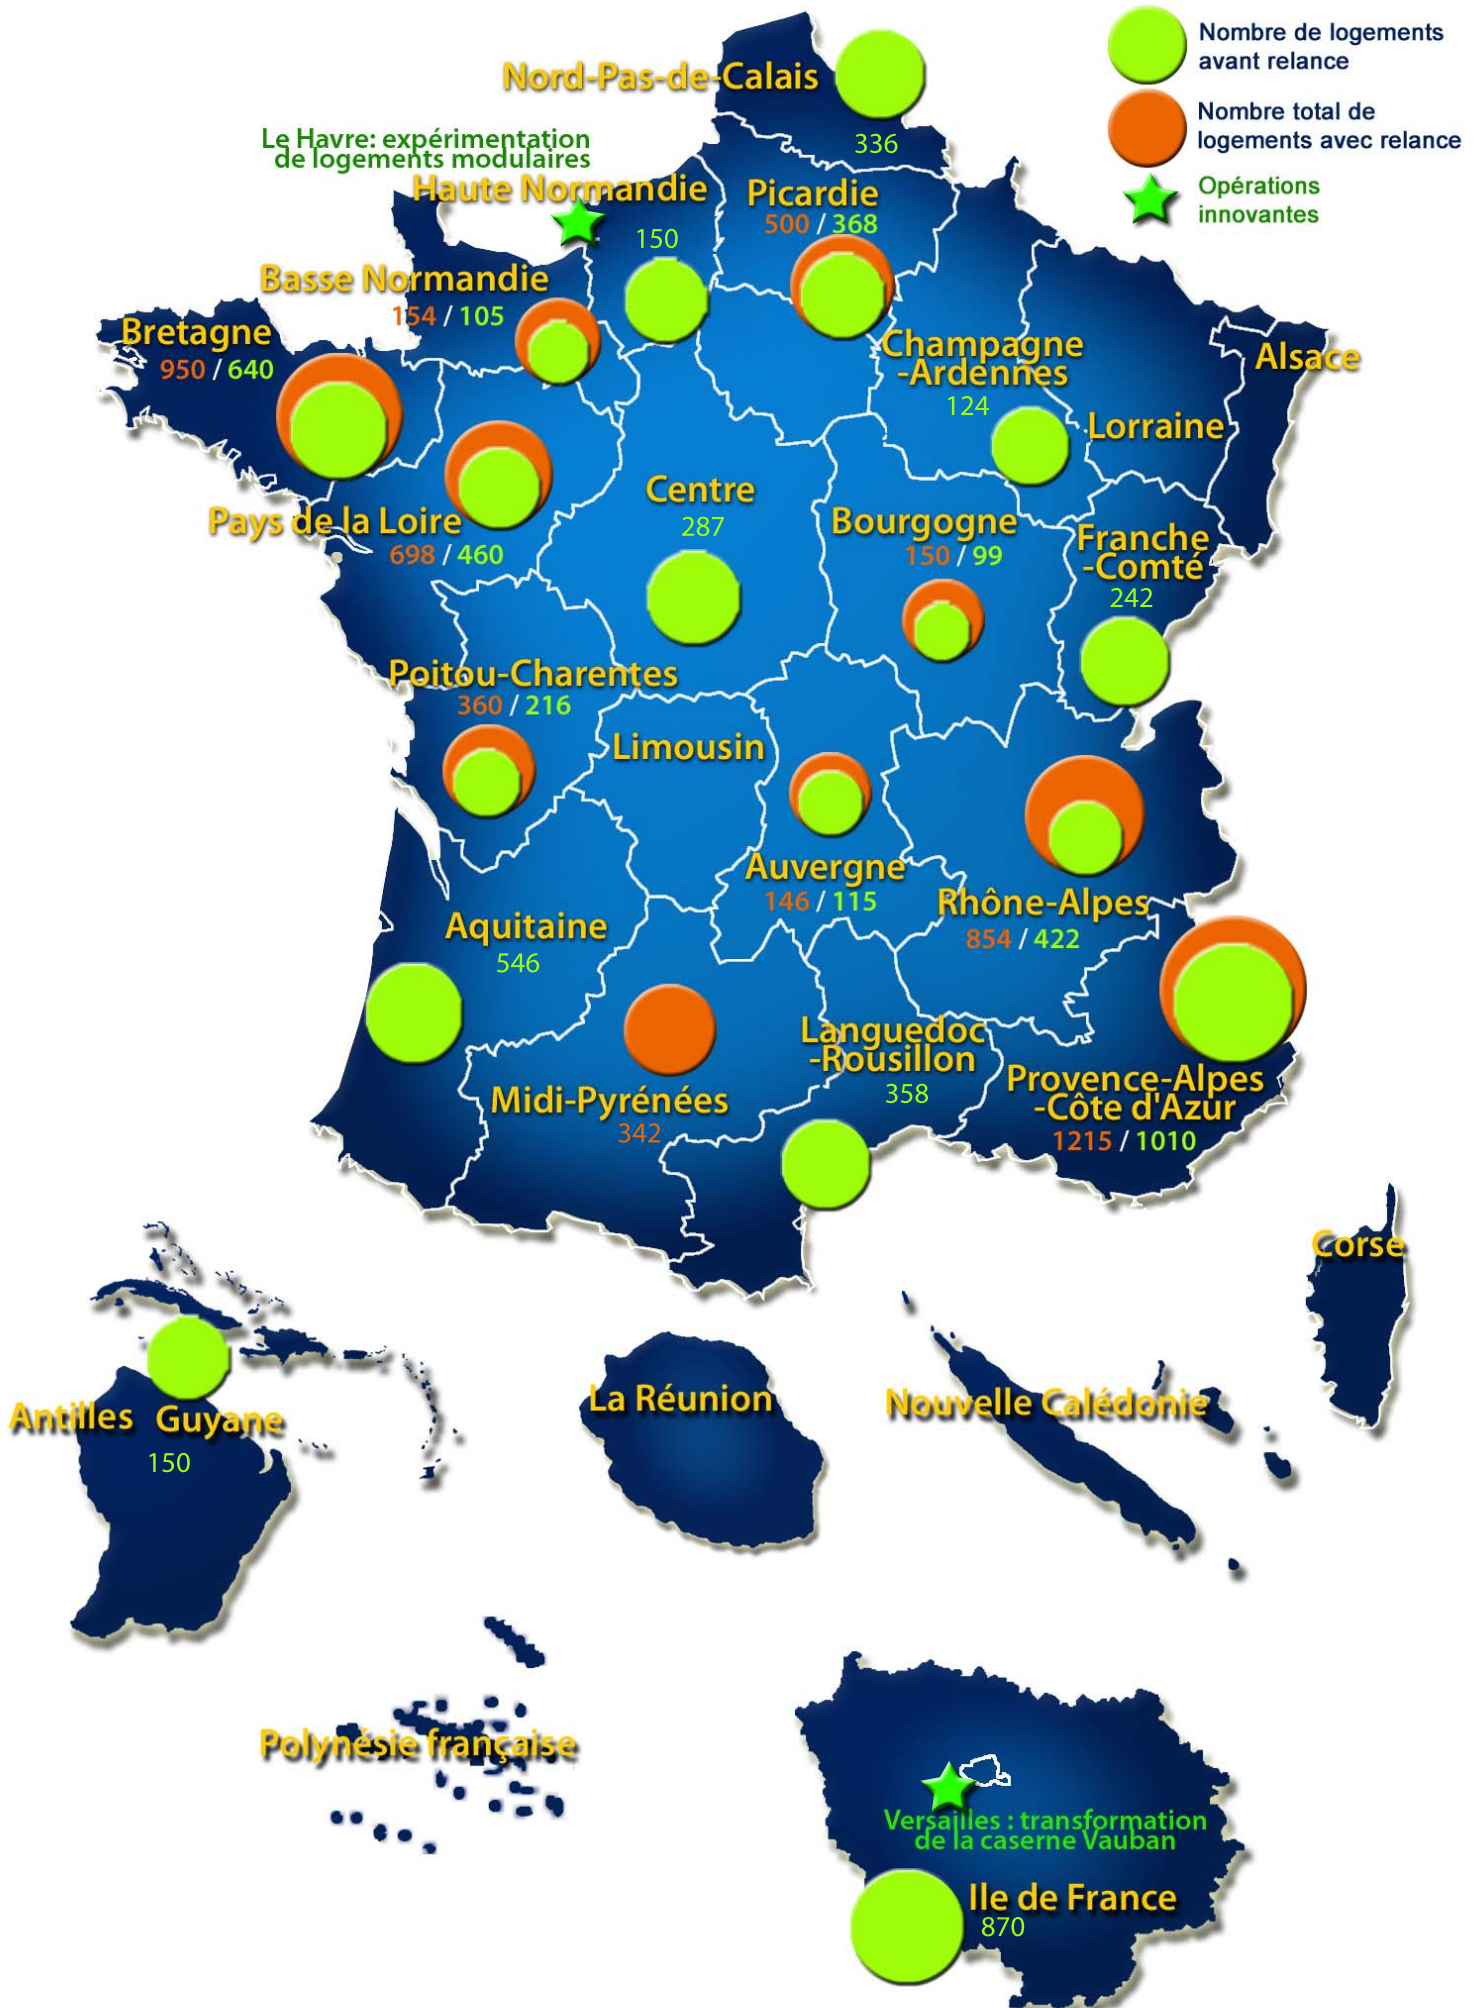 Nombre de logements
avant relance
Nombre total de
logements avec relance
Opérations
innovantes
Nord-Pas-de-Calais
336
Le Havre: expérimentation
de logements modulaires
Haute Normandie
150
Picardie
500 / 368
Basse Normandie
154 / 105
Bretagne
950 / 640
Champagne
-Ardennes
124
Alsace
Lorraine
Pays de la Loire
698 / 460
Centre
287
Bourgogne
150 / 99
Franche
-Comté
242
Poitou-Charentes
360 / 216
Limousin
Auvergne
146 / 115
Rhône-Alpes
854 / 422
Aquitaine
546
Midi-Pyrénées
342
Languedoc
-Rousillon
358
Provence-Alpes
-Côte d'Azur
1215 / 1010
Corse
Antilles Guyane
150
La Réunion
Nouvelle Calédonie
Polynésie française
Versailles : transformation
de la caserne Vauban
Ile de France
870